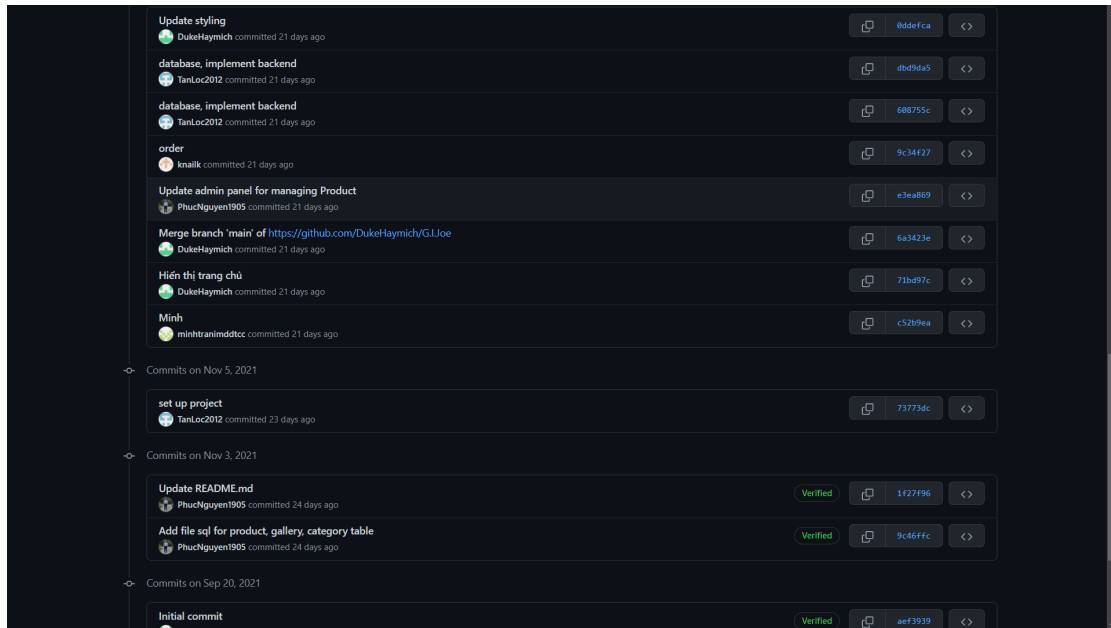 Update styling
0ddefca
DukeHaymich committed 21 days ago
database, implement backend
dbd9da5
TanLoc2012 committed 21 days ago
database, implement backend
608755c
TanLoc2012 committed 21 days ago
order
9c34f27
knailk committed 21 days ago
Update admin panel for managing Product
e3ea869
PhucNguyen1905 committed 21 days ago
Merge branch 'main' of https://github.com/DukeHaymich/G.I.Joe
6a3423e
DukeHaymich committed 21 days ago
Hiển thị trang chủ
71bd97c
DukeHaymich committed 21 days ago
Minh
c52b9ea
minhtranimddtcc committed 21 days ago
Commits on Nov 5, 2021
set up project
73773dc
TanLoc2012 committed 23 days ago
Commits on Nov 3, 2021
Update README.md
Verified
1f27f96
PhucNguyen1905 committed 24 days ago
Add file sql for product, gallery, category table
Verified
9c46ffc
PhucNguyen1905 committed 24 days ago
Commits on Sep 20, 2021
Initial commit
Verified
aef3939